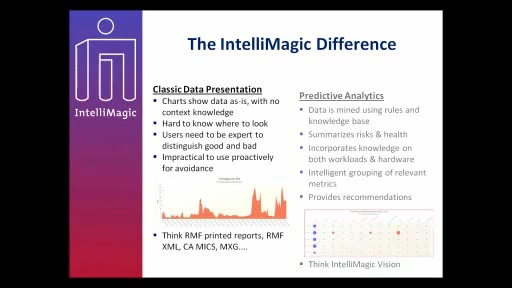 The IntelliMagic Difference
IntelliMagic
Classic Data Presentation
▪ Charts show data as-is, with no
context knowledge
▪ Hard to know where to look
▪ Users need to be expert to
distinguish good and bad
▪ Impractical to use proactively
for avoidance
▪ Think RMF printed reports, RMF
XML, CA MICS, MXG....
Predictive Analytics
▪ Data is mined using rules and
knowledge base
▪ Summarizes risks & health
▪ Incorporates knowledge on
both workloads & hardware
▪ Intelligent grouping of relevant
metrics
▪ Provides recommendations
▪ Think IntelliMagic Vision